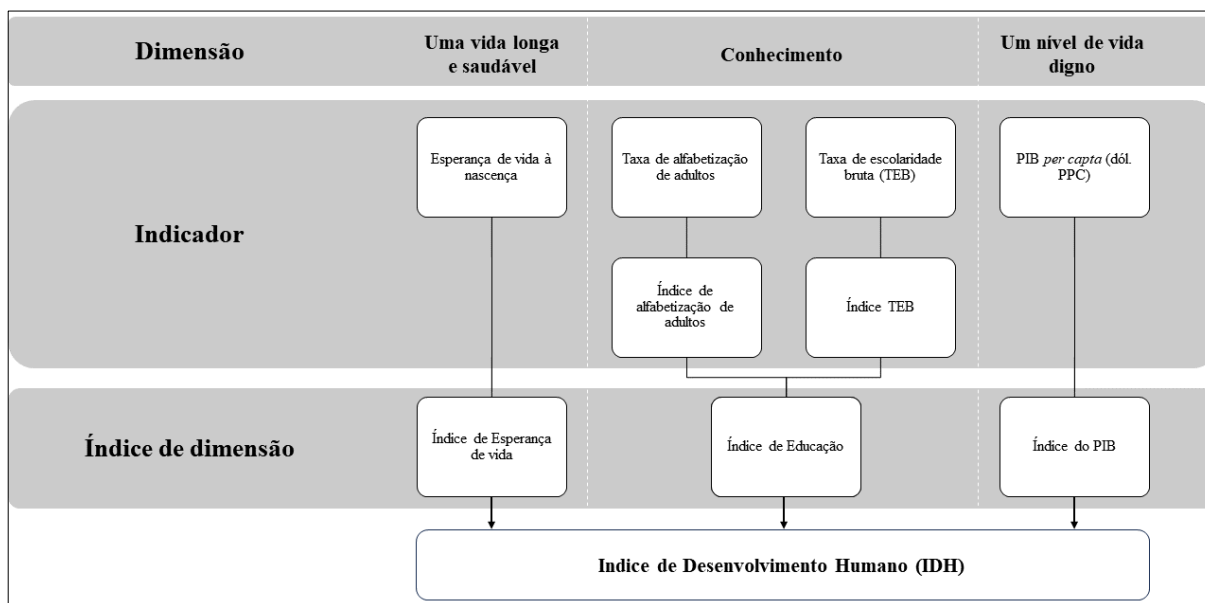 Dimensão
Uma vida longa
e saudável
Conhecimento
Um nível de vida
digno
Indicador
Esperança de vida à
nascença
Taxa de alfabetização
de adultos
Taxa de escolaridade
bruta (TEB)
PIB per capta (dól.
PPC)
Índice de
alfabetização de
adultos
Índice TEB
Índice de dimensão
Índice de Esperança
de vida
Índice de Educação
Índice do PIB
Indice de Desenvolvimento Humano (IDH)